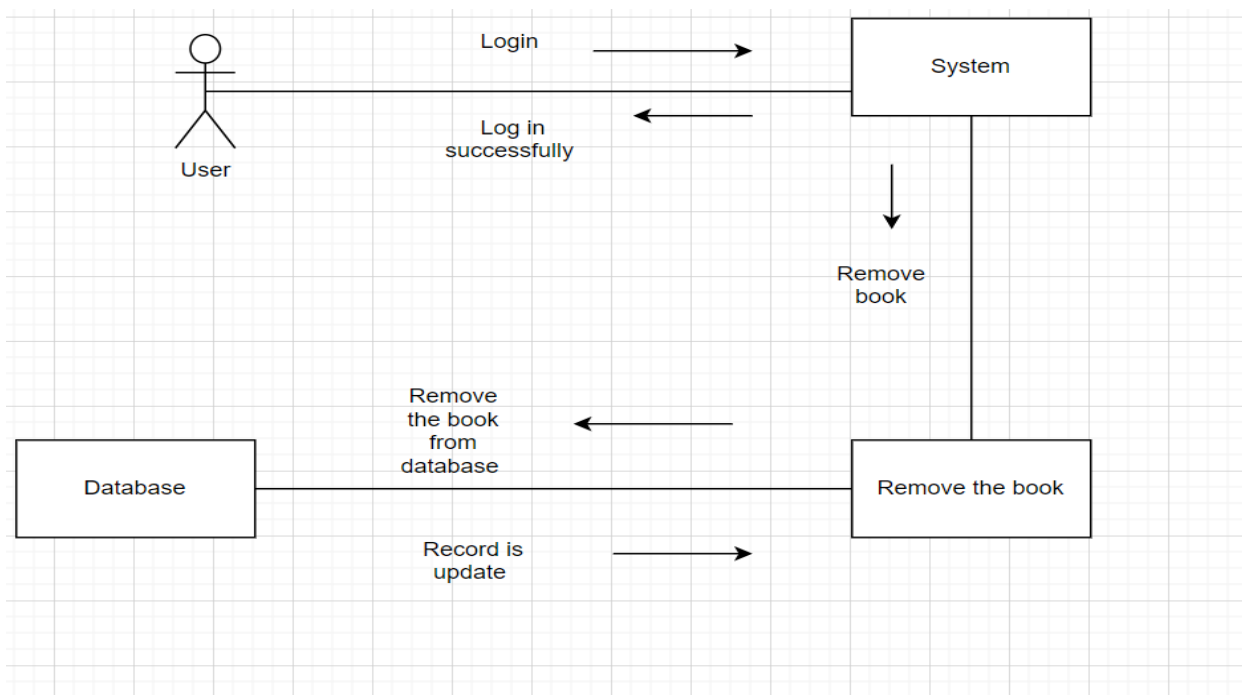 Login
System
Log in
successfully
User
Remove
book
Remove
the book
from
database
Database
Remove the book
Record is
update